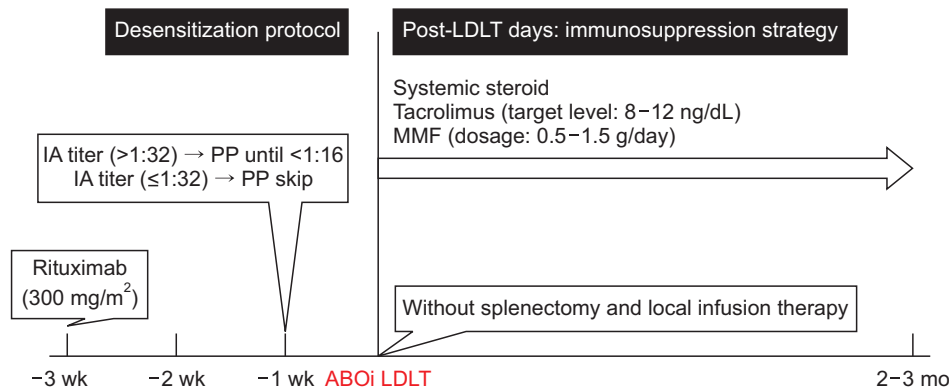 Desensitization protocol
Post-LDLT days: immunosuppression strategy
Systemic steroid
Tacrolimus (target level: 8−12 ng/dL)
MMF (dosage: 0.5−1.5 g/day)
IA titer (>1:32) → PP until <1:16
IA titer (≤1:32) → PP skip
Rituximab
(300 mg/m²)
Without splenectomy and local infusion therapy
−3 wk
−2 wk
−1 wk
ABOi LDLT
2−3 mo